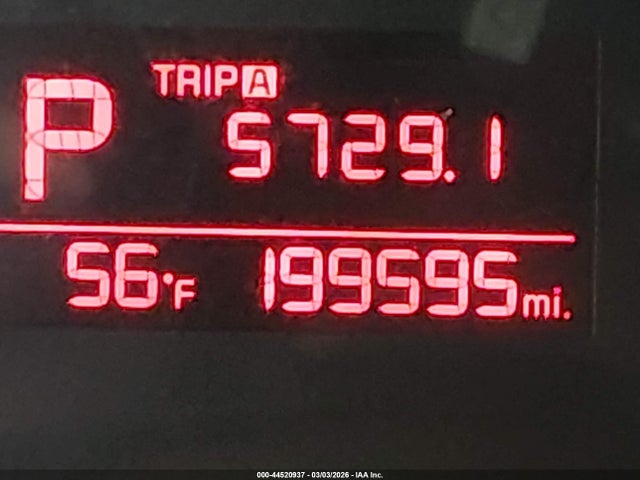 P
TRIP A
5729.1
56°F 199595 mi.
000-44520937 - 03/03/2026 - IAA Inc.